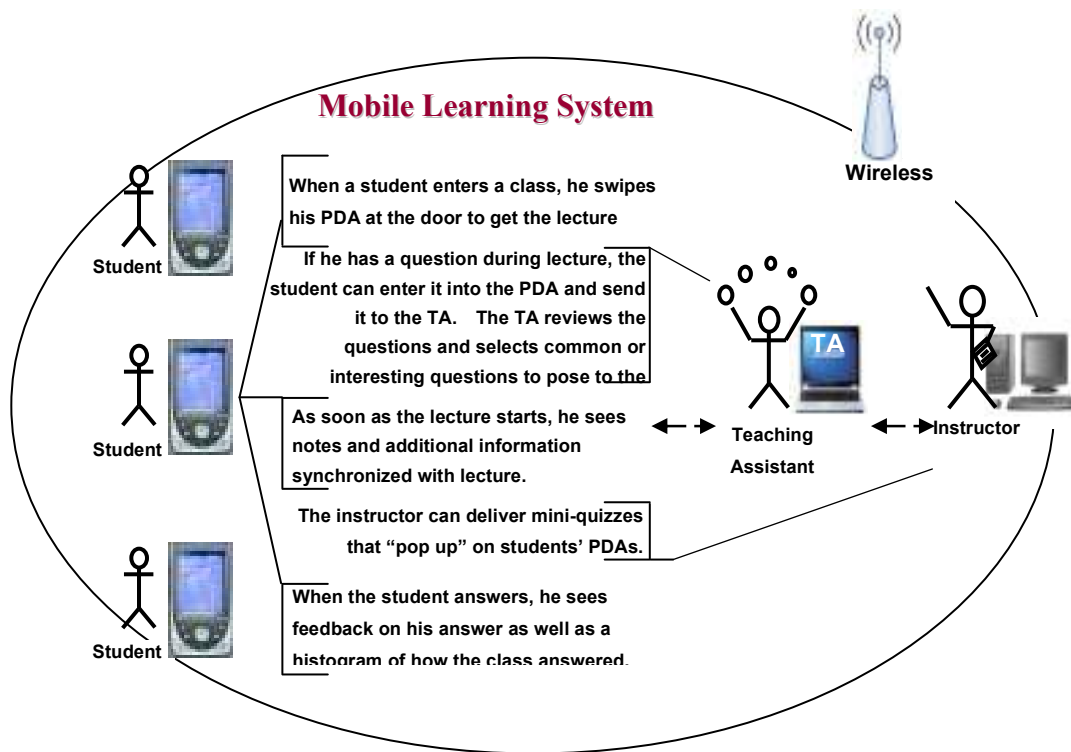 Mobile Learning System
Wireless
When a student enters a class, he swipes
his PDA at the door to get the lecture
Student
If he has a question during lecture, the
student can enter it into the PDA and send
it to the TA. The TA reviews the
questions and selects common or
interesting questions to pose to the
TA
Student
As soon as the lecture starts, he sees
notes and additional information
synchronized with lecture.
Teaching
Assistant
Instructor
The instructor can deliver mini-quizzes
that “pop up” on students’ PDAs.
Student
When the student answers, he sees
feedback on his answer as well as a
histogram of how the class answered.